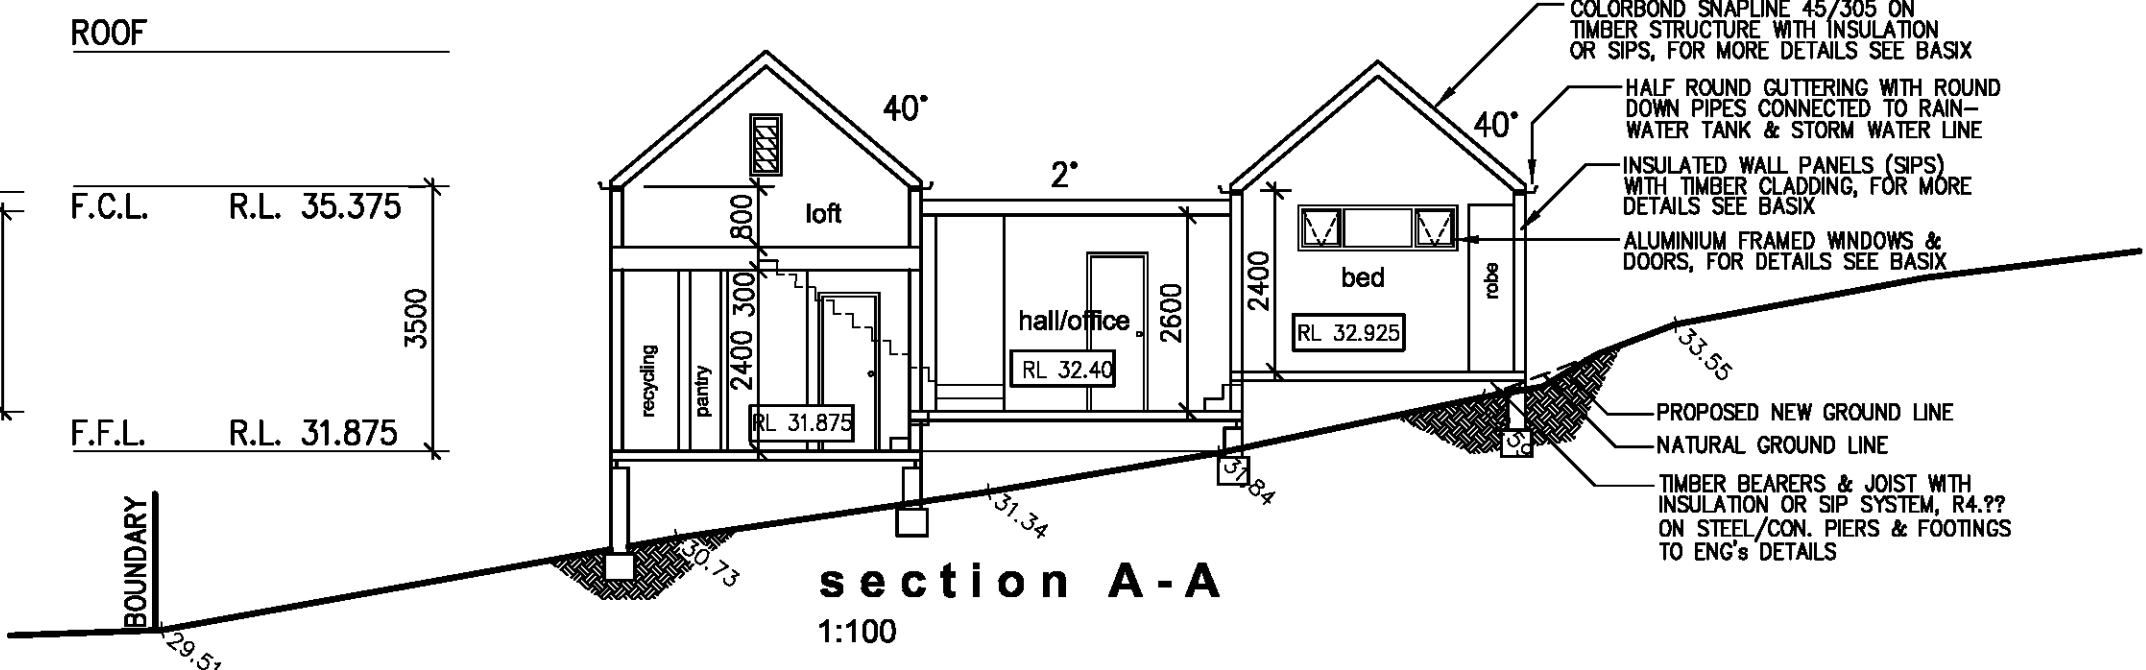 ROOF
F.C.L. R.L. 35.375
3500
F.F.L. R.L. 31.875
BOUNDARY
29.51
40°
800
loft
300
2400
recycling
pantry
RL 31.875
2°
hall/office
2600
RL 32.40
40°
2400
bed
robe
RL 32.925
30.73
31.34
31.84
33.55
COLORBOND SNAPLINE 45/305 ON
TIMBER STRUCTURE WITH INSULATION
OR SIPS, FOR MORE DETAILS SEE BASIX
HALF ROUND GUTTERING WITH ROUND
DOWN PIPES CONNECTED TO RAIN-
WATER TANK & STORM WATER LINE
INSULATED WALL PANELS (SIPS)
WITH TIMBER CLADDING, FOR MORE
DETAILS SEE BASIX
ALUMINIUM FRAMED WINDOWS &
DOORS, FOR DETAILS SEE BASIX
PROPOSED NEW GROUND LINE
NATURAL GROUND LINE
TIMBER BEARERS & JOIST WITH
INSULATION OR SIP SYSTEM, R4.??
ON STEEL/CON. PIERS & FOOTINGS
TO ENG's DETAILS
section A-A
1:100